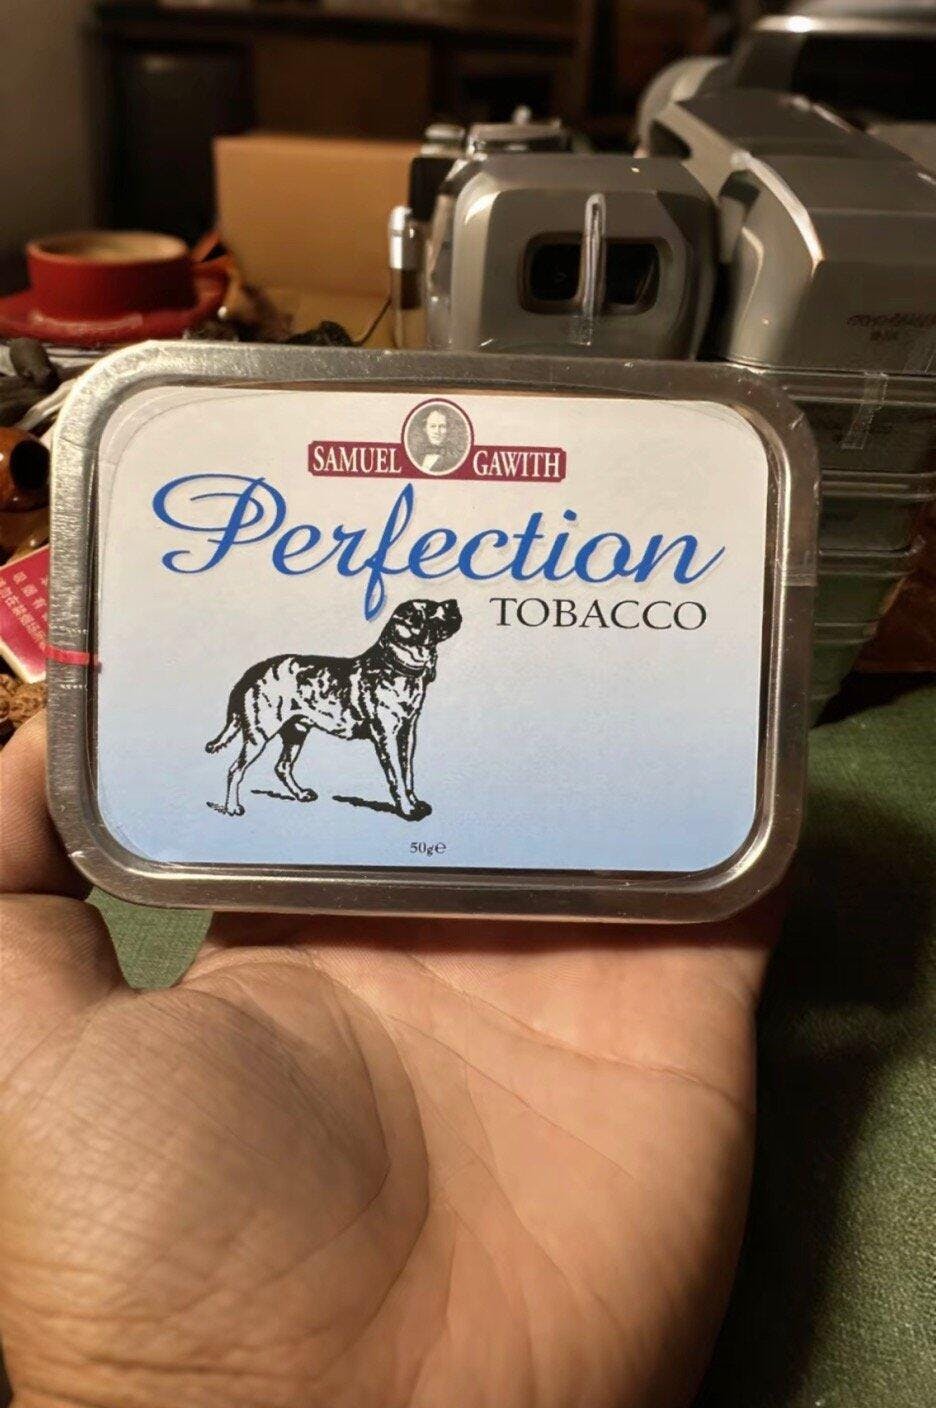 SAMUEL GAWITH
Perfection
TOBACCO
50g℮